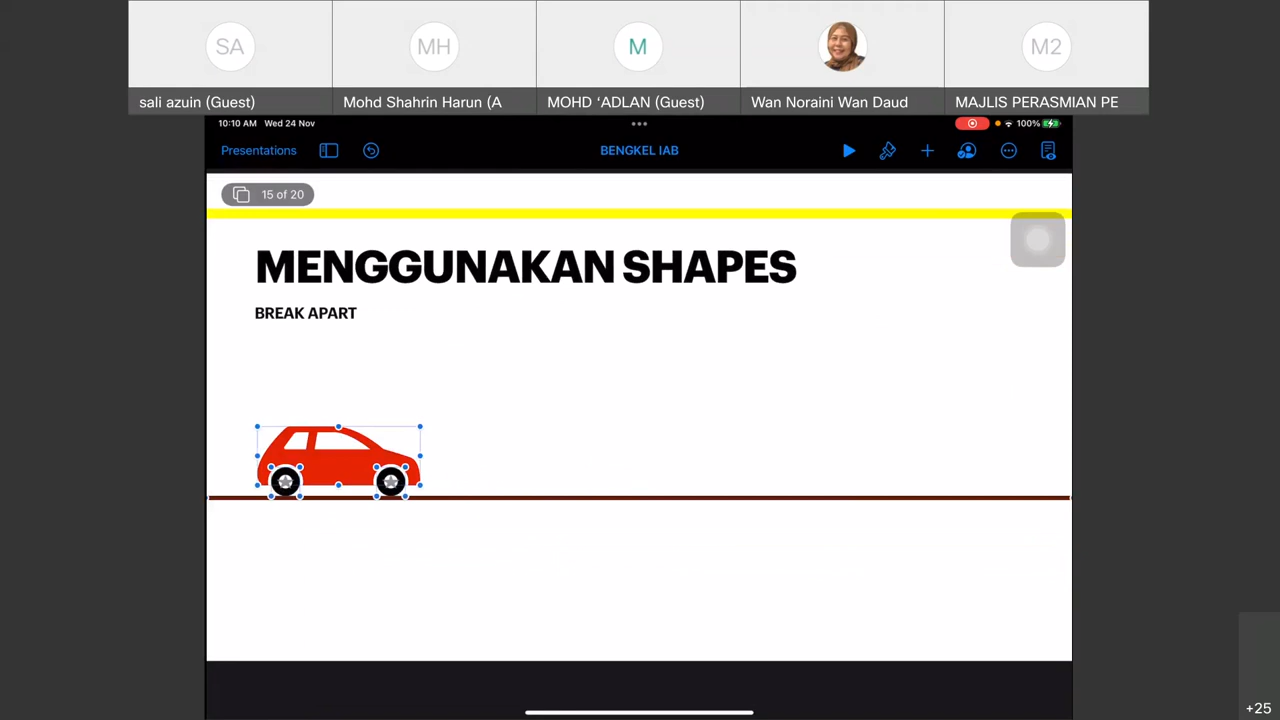 SA
MH
M
M2
sali azuin (Guest)
Mohd Shahrin Harun (A
MOHD ‘ADLAN (Guest)
Wan Noraini Wan Daud
MAJLIS PERASMIAN PE
10:10 AM Wed 24 Nov
100%
Presentations
BENGKEL IAB
15 of 20
MENGGUNAKAN SHAPES
BREAK APART
+25